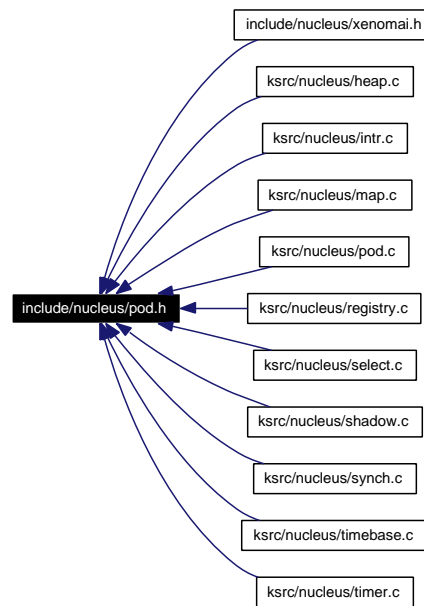 include/nucleus/xenomai.h
ksrc/nucleus/heap.c
ksrc/nucleus/intr.c
ksrc/nucleus/map.c
ksrc/nucleus/pod.c
include/nucleus/pod.h
ksrc/nucleus/registry.c
ksrc/nucleus/select.c
ksrc/nucleus/shadow.c
ksrc/nucleus/synch.c
ksrc/nucleus/timebase.c
ksrc/nucleus/timer.c